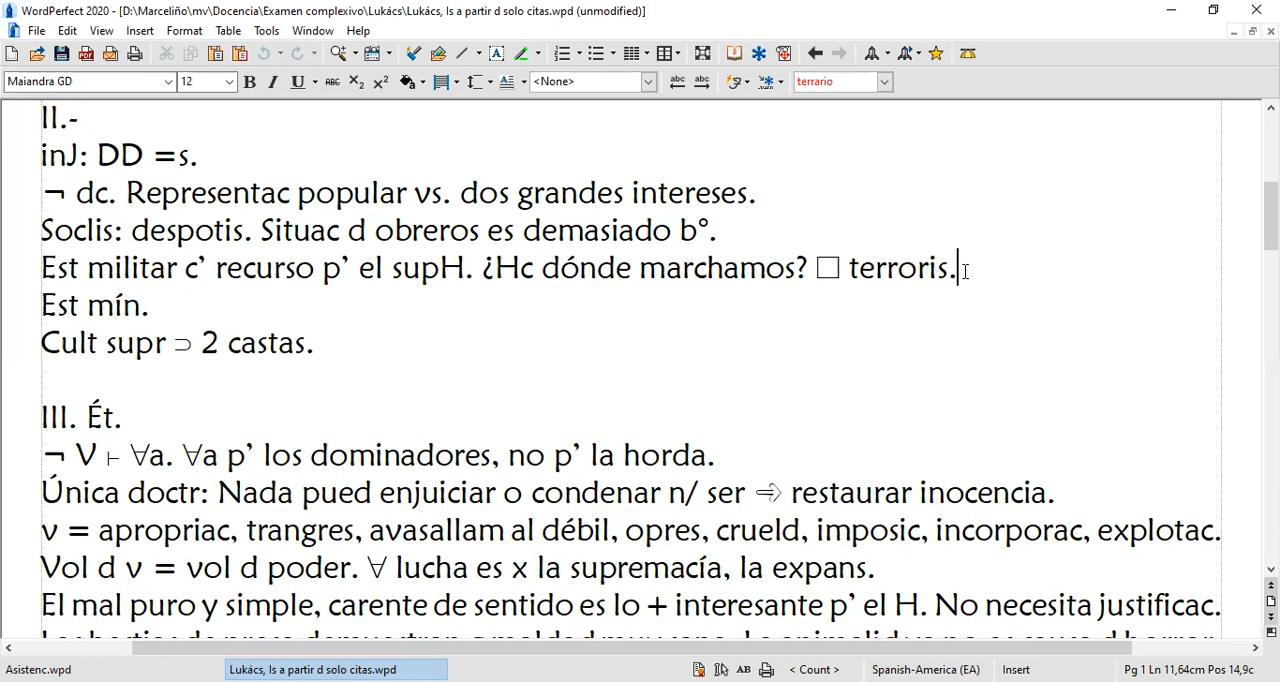 WordPerfect 2020 - [D:\Marceliño\mv\Docencia\Examen complexivo\Lukács\Lukács, Is a partir d solo citas.wpd (unmodified)]
File Edit View Insert Format Table Tools Window Help
Maiandra GD 12 B I U ABC X₂ X² <None> abc abc terrario
II.-
inJ: DD =s.
¬ dc. Representac popular vs. dos grandes intereses.
Soclis: despotis. Situac d obreros es demasiado b°.
Est militar c’ recurso p’ el supH. ¿Hc dónde marchamos? □ terroris.
Est mín.
Cult supr ⊃ 2 castas.
III. Ét.
¬ V ⊢ ∀a. ∀a p’ los dominadores, no p’ la horda.
Única doctr: Nada pued enjuiciar o condenar n/ ser ⇒ restaurar inocencia.
v = apropriac, trangres, avasallam al débil, opres, crueld, imposic, incorporac, explotac.
Vol d v = vol d poder. ∀ lucha es x la supremacía, la expans.
El mal puro y simple, carente de sentido es lo + interesante p’ el H. No necesita justificac.
Asistenc.wpd Lukács, Is a partir d solo citas.wpd AB < Count > Spanish-America (EA) Insert Pg 1 Ln 11,64cm Pos 14,9c